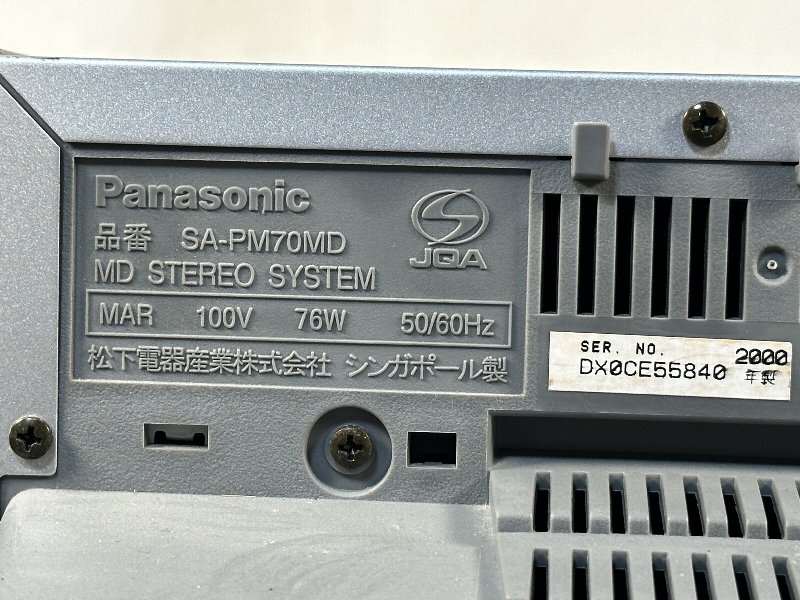 Panasonic
品番 SA-PM70MD
MD STEREO SYSTEM
JQA
MAR 100V 76W 50/60Hz
松下電器産業株式会社 シンガポール製
SER. NO. 2000
DX0CE55840 年製